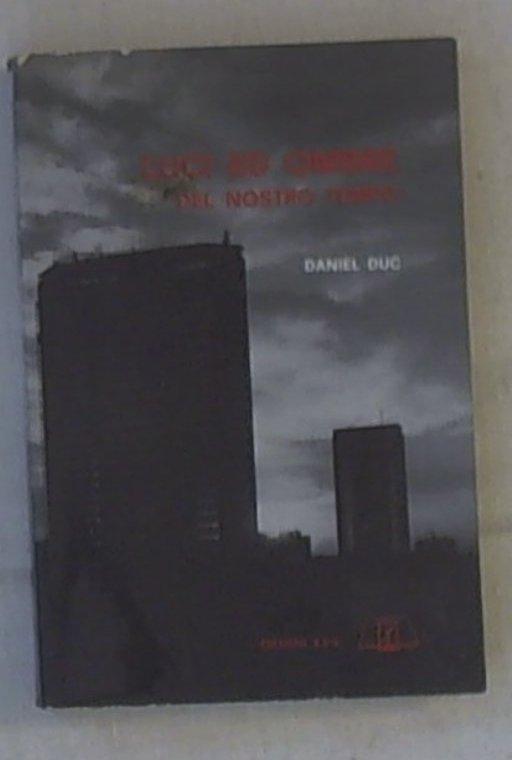 LUCI ED OMBRE
DEL NOSTRO TEMPO
DANIEL DUC